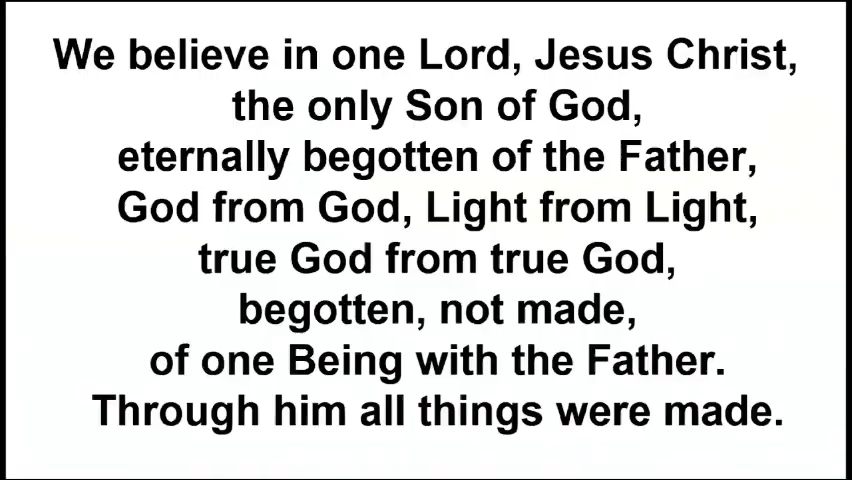 We believe in one Lord, Jesus Christ,
the only Son of God,
eternally begotten of the Father,
God from God, Light from Light,
true God from true God,
begotten, not made,
of one Being with the Father.
Through him all things were made.